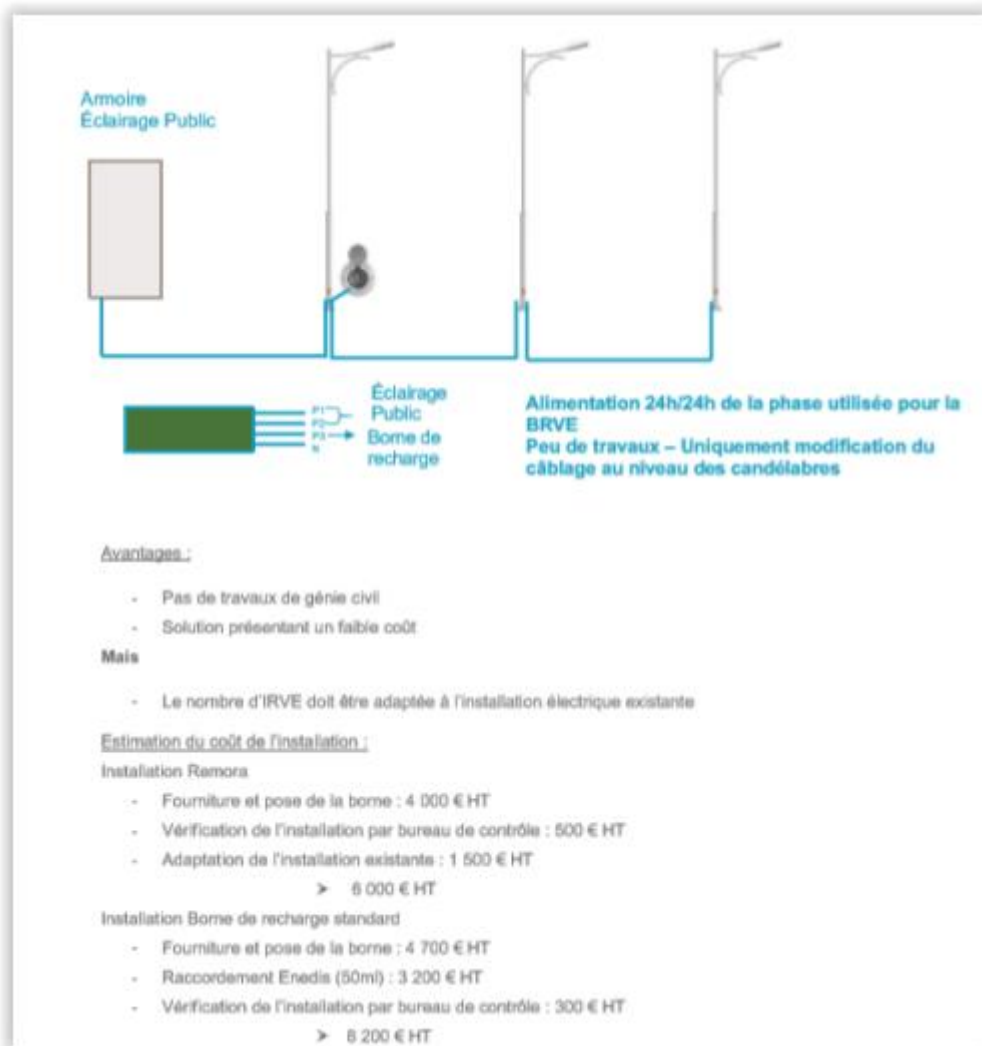 Armoire
Éclairage Public
P1
P2
P3
N
Éclairage
Public
Borne de
recharge
Alimentation 24h/24h de la phase utilisée pour la
BRVE
Peu de travaux – Uniquement modification du
câblage au niveau des candélabres
Avantages :
- Pas de travaux de génie civil
- Solution présentant un faible coût
Mais
- Le nombre d'IRVE doit être adaptée à l'installation électrique existante
Estimation du coût de l'installation :
Installation Remora
- Fourniture et pose de la borne : 4 000 € HT
- Vérification de l'installation par bureau de contrôle : 500 € HT
- Adaptation de l'installation existante : 1 500 € HT
➤ 6 000 € HT
Installation Borne de recharge standard
- Fourniture et pose de la borne : 4 700 € HT
- Raccordement Enedis (50ml) : 3 200 € HT
- Vérification de l'installation par bureau de contrôle : 300 € HT
➤ 8 200 € HT